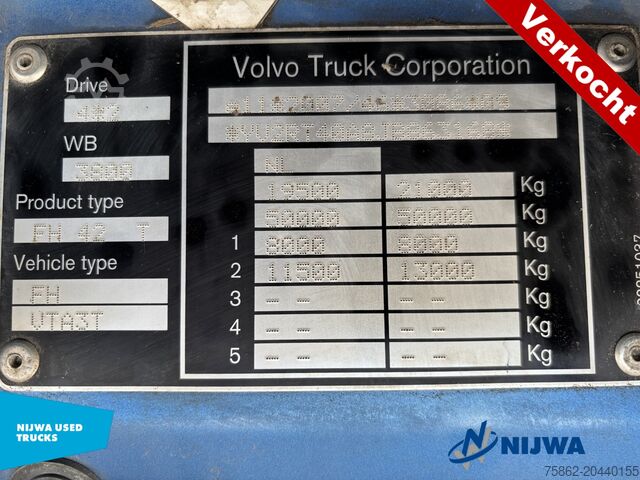 Verkocht
Volvo Truck Corporation
Drive
4*2
WB
3800
Product type
FH 42 T
Vehicle type
FH
VTA3T
NL
19500 21000 Kg
50000 50000 Kg
1 8000 8000 Kg
2 11500 13000 Kg
3 -- -- Kg
4 -- -- Kg
5 -- -- Kg
NIJWA USED
TRUCKS
NIJWA
75862-20440155